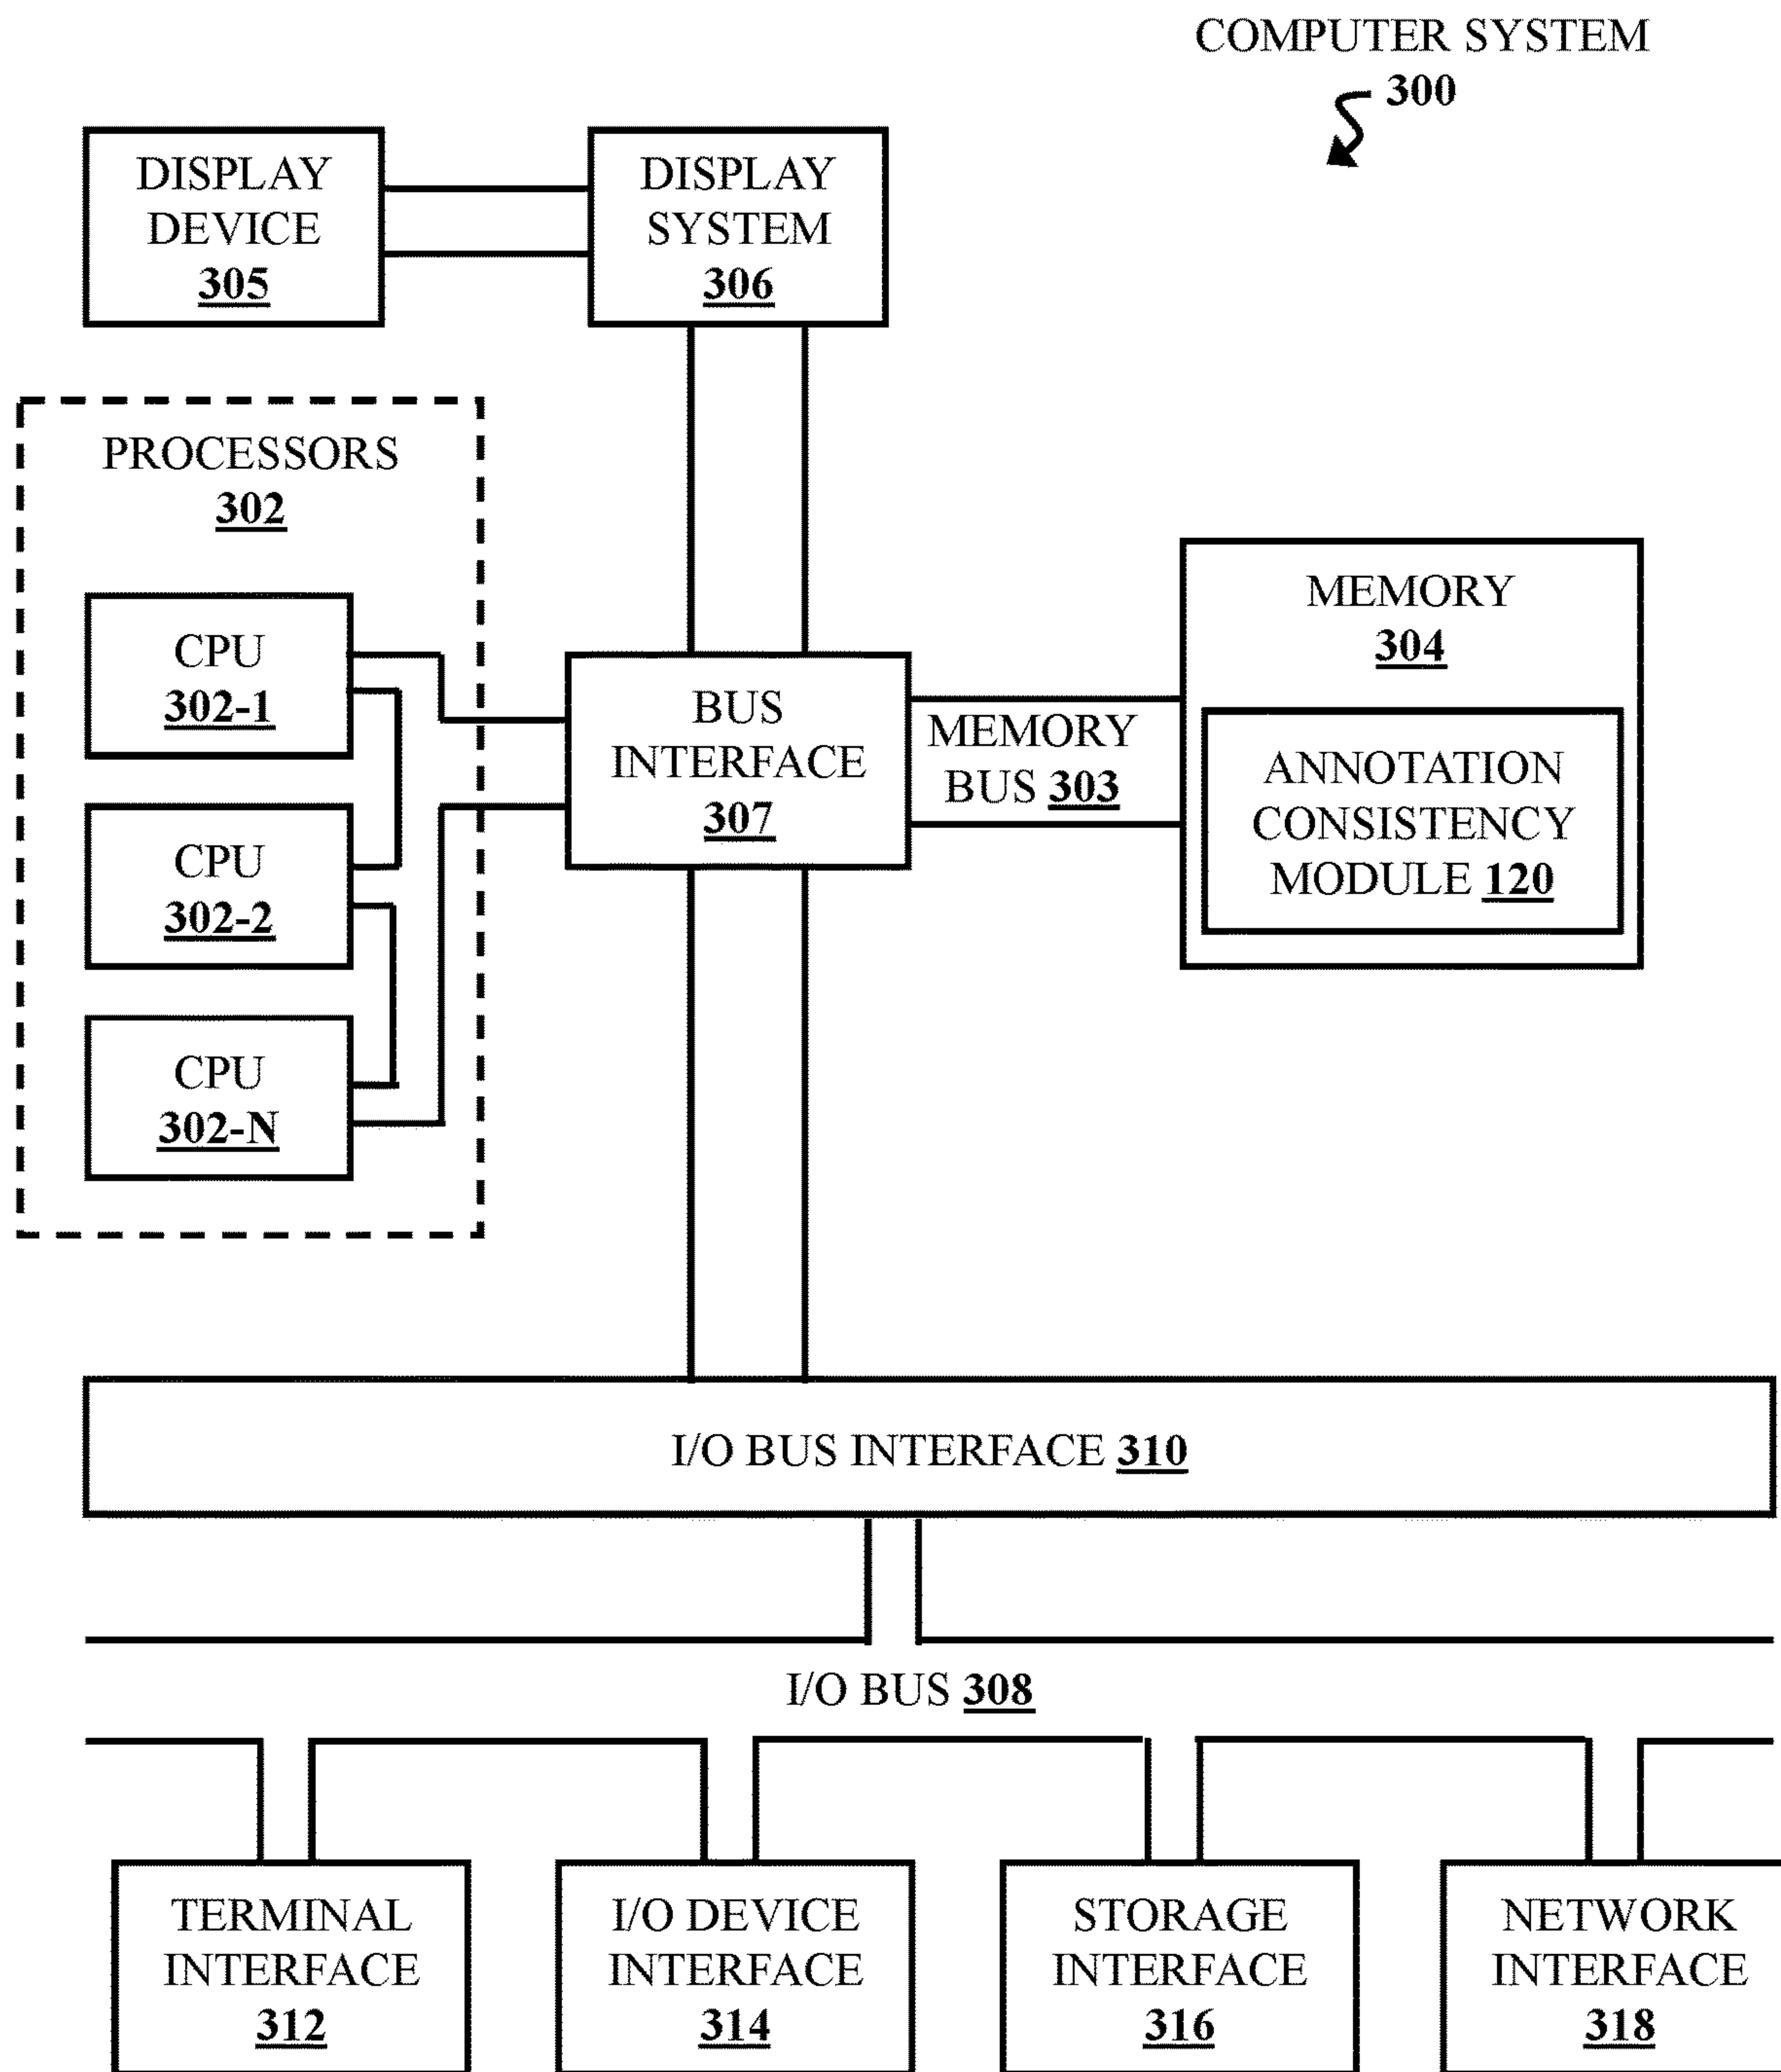 COMPUTER SYSTEM
300
DISPLAY
DEVICE
305
DISPLAY
SYSTEM
306
PROCESSORS
302
CPU
302-1
CPU
302-2
CPU
302-N
BUS
INTERFACE
307
MEMORY
BUS 303
MEMORY
304
ANNOTATION
CONSISTENCY
MODULE 120
I/O BUS INTERFACE 310
I/O BUS 308
TERMINAL
INTERFACE
312
I/O DEVICE
INTERFACE
314
STORAGE
INTERFACE
316
NETWORK
INTERFACE
318